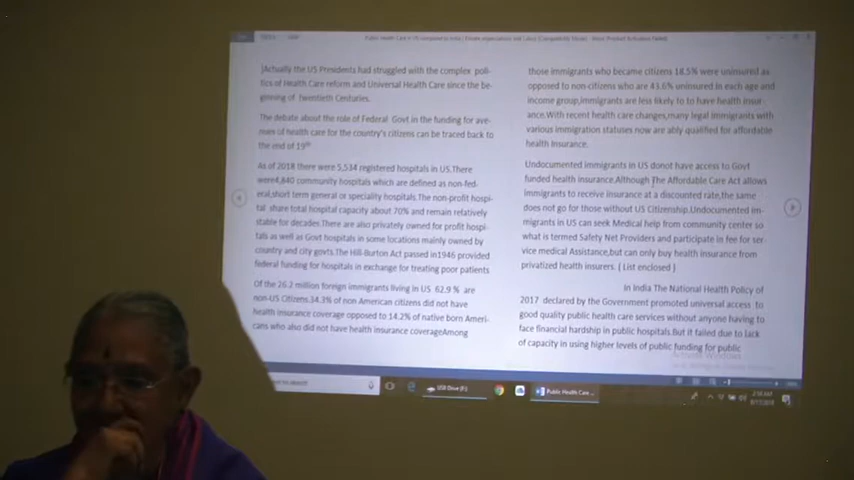 Actually the US Presidents had struggled with the complex poli-
tics of Health Care reform and Universal Health Care since the be-
ginning of Twentieth Centuries.
The debate about the role of Federal Govt in the funding for ave-
nues of health care for the country's citizens can be traced back to
the end of 19th
As of 2018 there were 5,534 registered hospitals in US.There
were4,840 community hospitals which are defined as non-fed-
eral,short term general or speciality hospitals.The non-profit hospi-
tal share total hospital capacity about 70% and remain relatively
stable for decades.There are also privately owned for profit hospi-
tals as well as Govt hospitals in some locations mainly owned by
country and city govts.The Hill-Burton Act passed in1946 provided
federal funding for hospitals in exchange for treating poor patients
Of the 26.2 million foreign immigrants living in US 62.9 % are
non-US Citizens.34.3% of non American citizens did not have
health insurance coverage opposed to 14.2% of native born Ameri-
cans who also did not have health insurance coverageAmong
those immigrants who became citizens 18.5% were uninsured as
opposed to non-citizens who are 43.6% uninsured in each age and
income group,immigrants are less likely to to have health insur-
ance.With recent health care changes,many legal immigrants with
various immigration statuses now are ably qualified for affordable
health insurance.
Undocumented immigrants in US donot have access to Govt
funded health insurance.Although The Affordable Care Act allows
immigrants to receive insurance at a discounted rate,the same
does not go for those without US Citizenship.Undocumented im-
migrants in US can seek Medical help from community center so
what is termed Safety Net Providers and participate in fee for ser-
vice medical Assistance,but can only buy health insurance from
privatized health insurers. ( List enclosed )
In India The National Health Policy of
2017 declared by the Government promoted universal access to
good quality public health care services without anyone having to
face financial hardship in public hospitals.But it failed due to lack
of capacity in using higher levels of public funding for public
Activate Windows
to search
USB Drive (F:)
Public Health Care ...